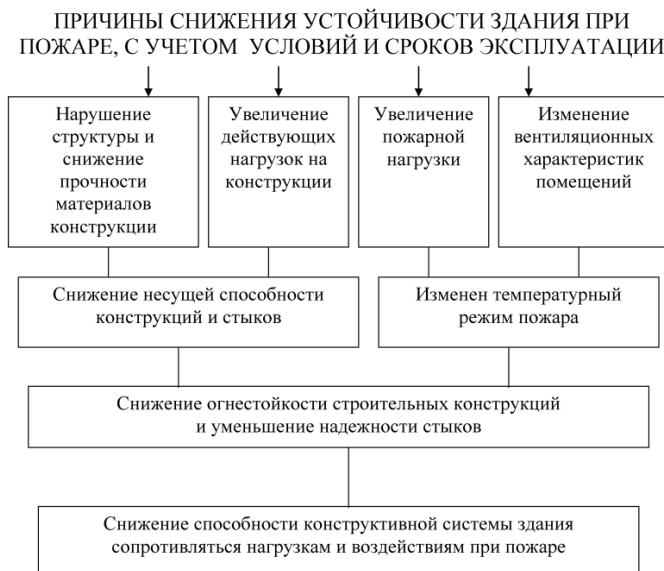 ПРИЧИНЫ СНИЖЕНИЯ УСТОЙЧИВОСТИ ЗДАНИЯ ПРИ
ПОЖАРЕ, С УЧЕТОМ УСЛОВИЙ И СРОКОВ ЭКСПЛУАТАЦИИ
Нарушение
структуры и
снижение
прочности
материалов
конструкции
Увеличение
действующих
нагрузок на
конструкции
Увеличение
пожарной
нагрузки
Изменение
вентиляционных
характеристик
помещений
Снижение несущей способности
конструкций и стыков
Изменен температурный
режим пожара
Снижение огнестойкости строительных конструкций
и уменьшение надежности стыков
Снижение способности конструктивной системы здания
сопротивляться нагрузкам и воздействиям при пожаре